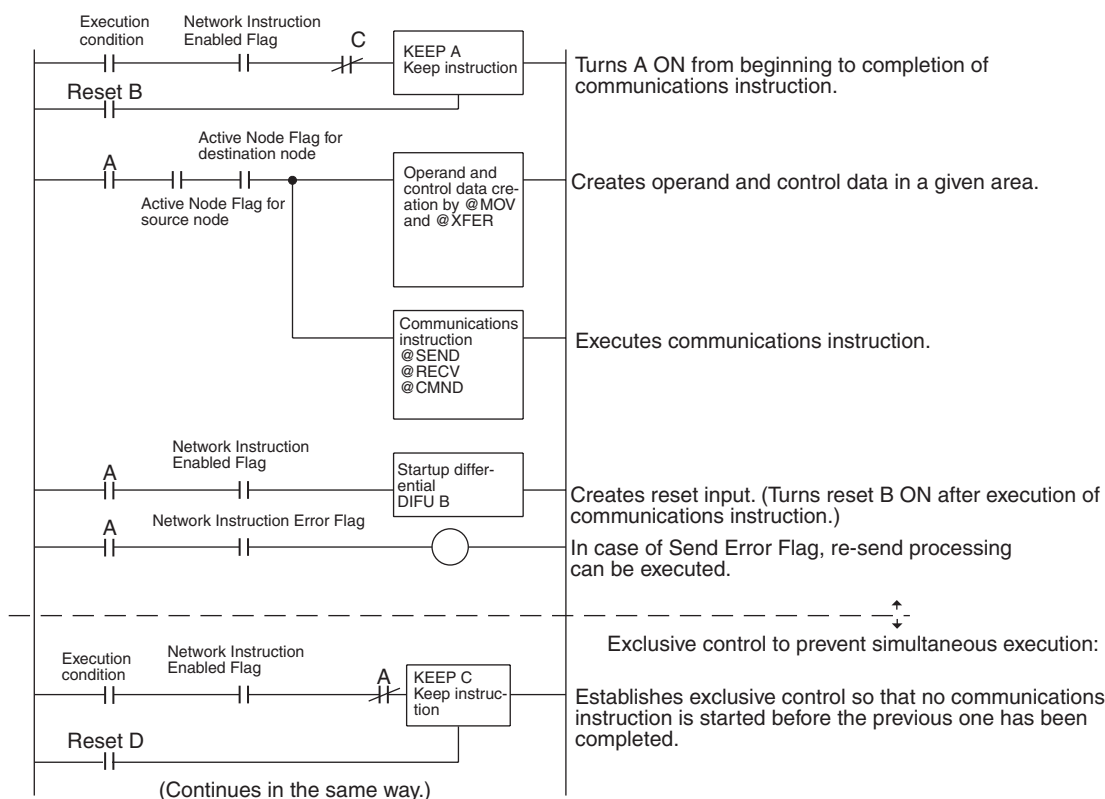 Execution
condition
Network Instruction
Enabled Flag
C
KEEP A
Keep instruction
Turns A ON from beginning to completion of
communications instruction.
Reset B
Active Node Flag for
destination node
A
Active Node Flag for
source node
Operand and
control data cre-
ation by @MOV
and @XFER
Creates operand and control data in a given area.
Communications
instruction
@SEND
@RECV
@CMND
Executes communications instruction.
Network Instruction
Enabled Flag
A
Startup differ-
ential
DIFU B
Creates reset input. (Turns reset B ON after execution of
communications instruction.)
A
Network Instruction Error Flag
In case of Send Error Flag, re-send processing
can be executed.
Exclusive control to prevent simultaneous execution:
Execution
condition
Network Instruction
Enabled Flag
A
KEEP C
Keep instruc-
tion
Establishes exclusive control so that no communications
instruction is started before the previous one has been
completed.
Reset D
(Continues in the same way.)